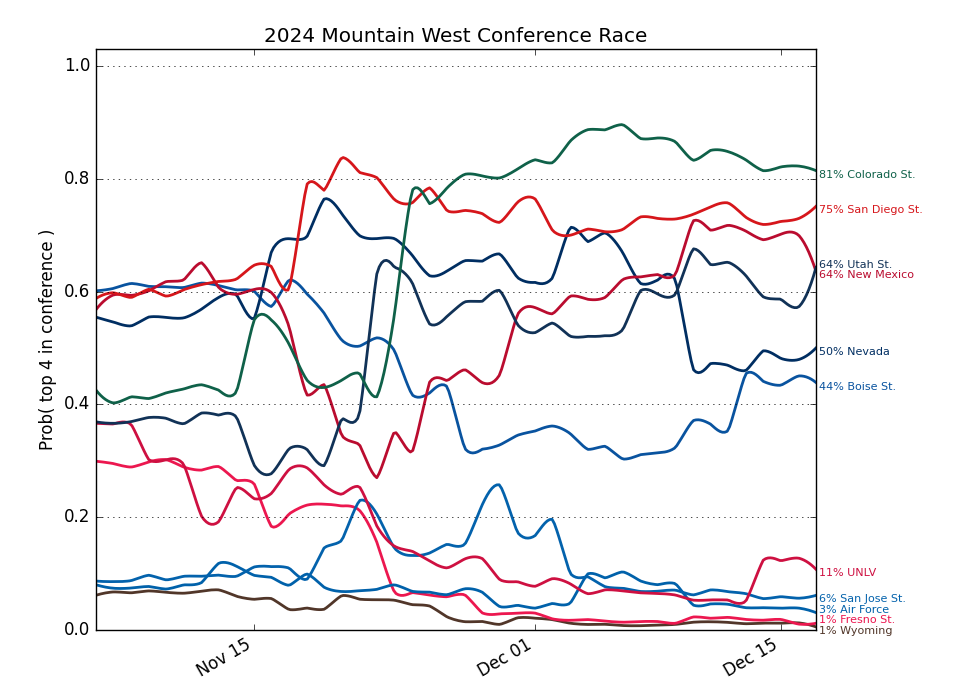 2024 Mountain West Conference Race
Prob( top 4 in conference )
1.0
0.8
0.6
0.4
0.2
0.0
Nov 15
Dec 01
Dec 15
81% Colorado St.
75% San Diego St.
64% Utah St.
64% New Mexico
50% Nevada
44% Boise St.
11% UNLV
6% San Jose St.
3% Air Force
1% Fresno St.
1% Wyoming